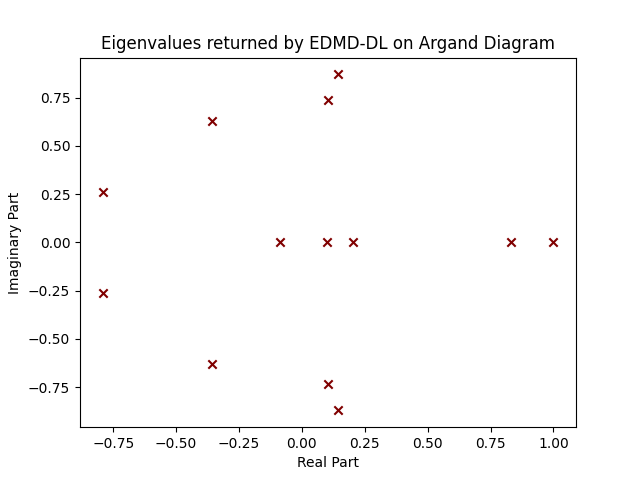 Eigenvalues returned by EDMD-DL on Argand Diagram
0.75
0.50
0.25
0.00
−0.25
−0.50
−0.75
Imaginary Part
−0.75 −0.50 −0.25 0.00 0.25 0.50 0.75 1.00
Real Part